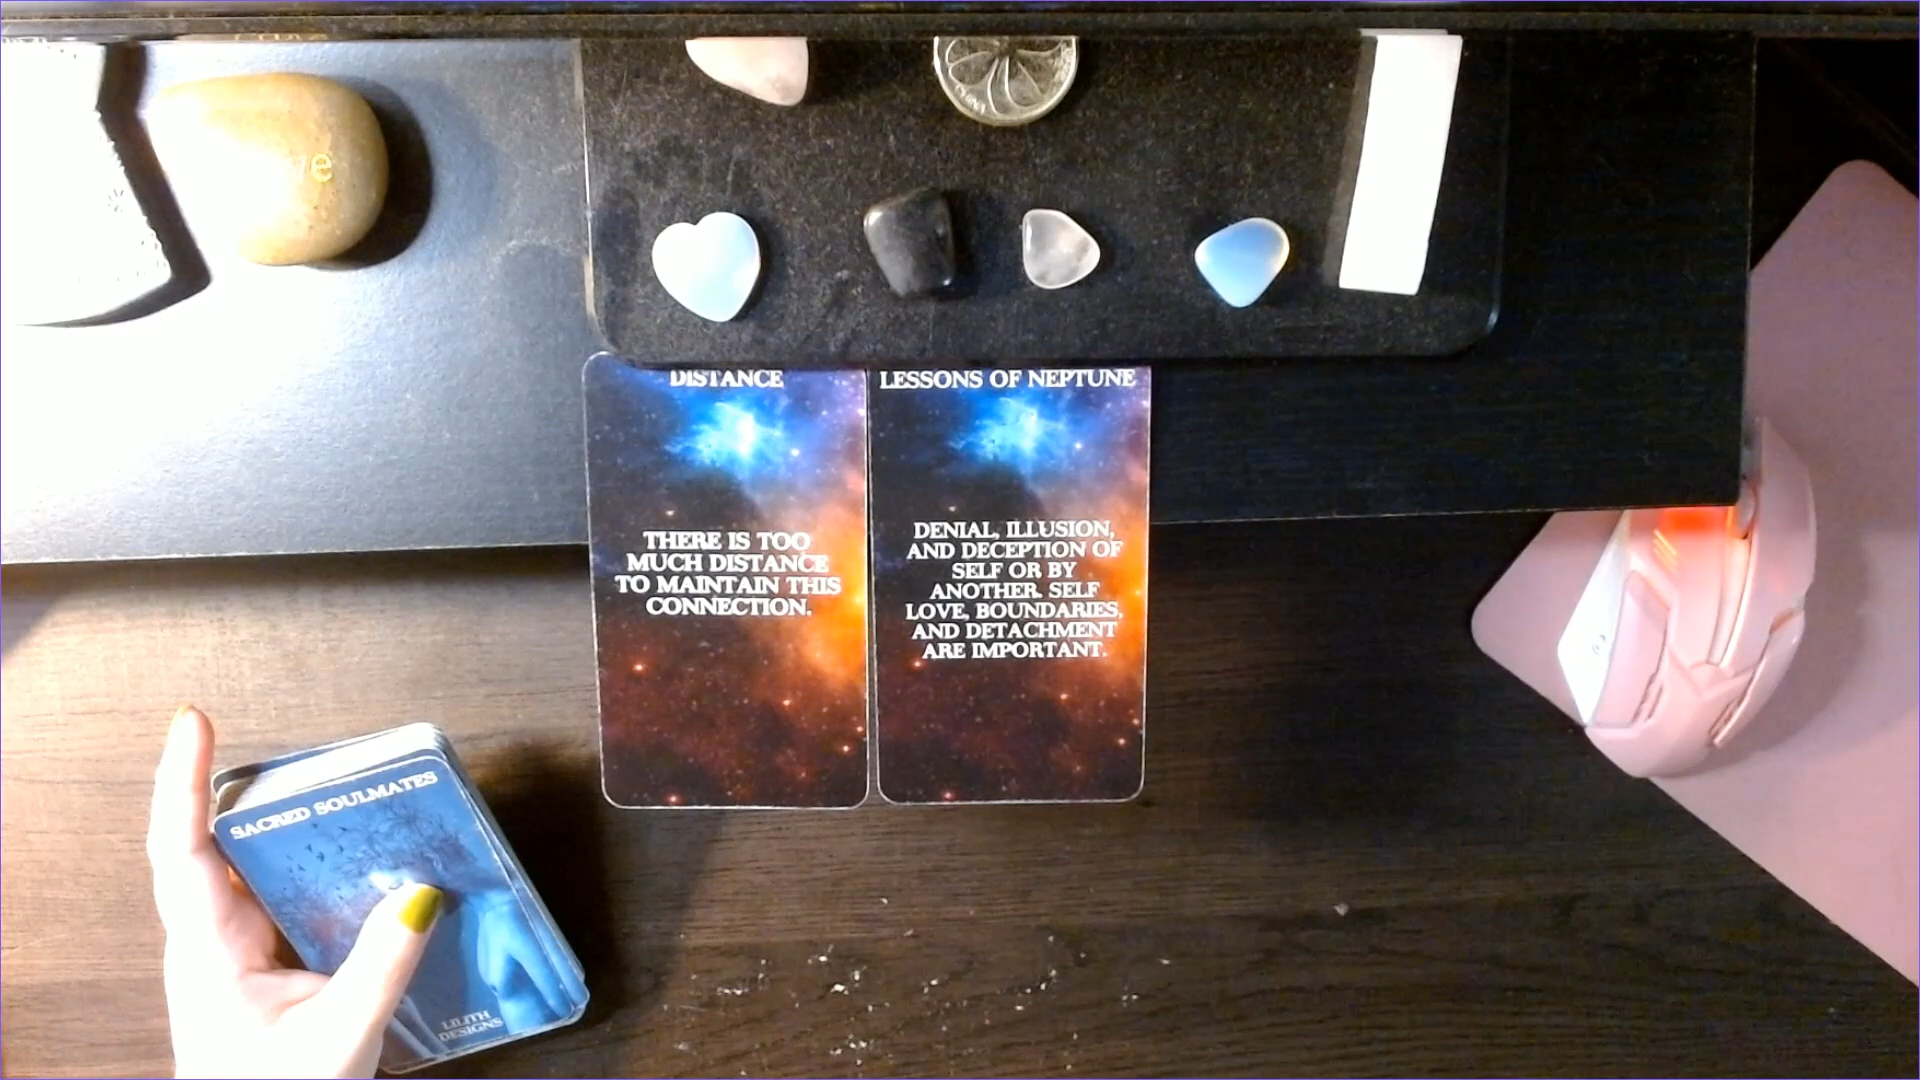 DISTANCE
THERE IS TOO
MUCH DISTANCE
TO MAINTAIN THIS
CONNECTION.
LESSONS OF NEPTUNE
DENIAL, ILLUSION,
AND DECEPTION OF
SELF OR BY
ANOTHER. SELF
LOVE, BOUNDARIES,
AND DETACHMENT
ARE IMPORTANT.
SACRED SOULMATES
LILITH
DESIGNS